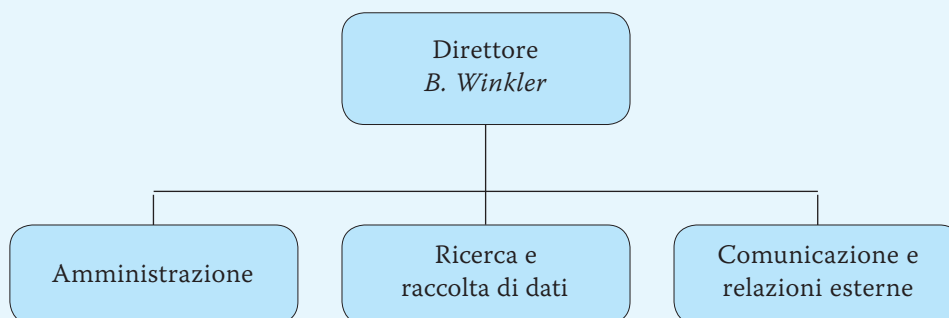 Direttore
B. Winkler
Amministrazione
Ricerca e
raccolta di dati
Comunicazione e
relazioni esterne